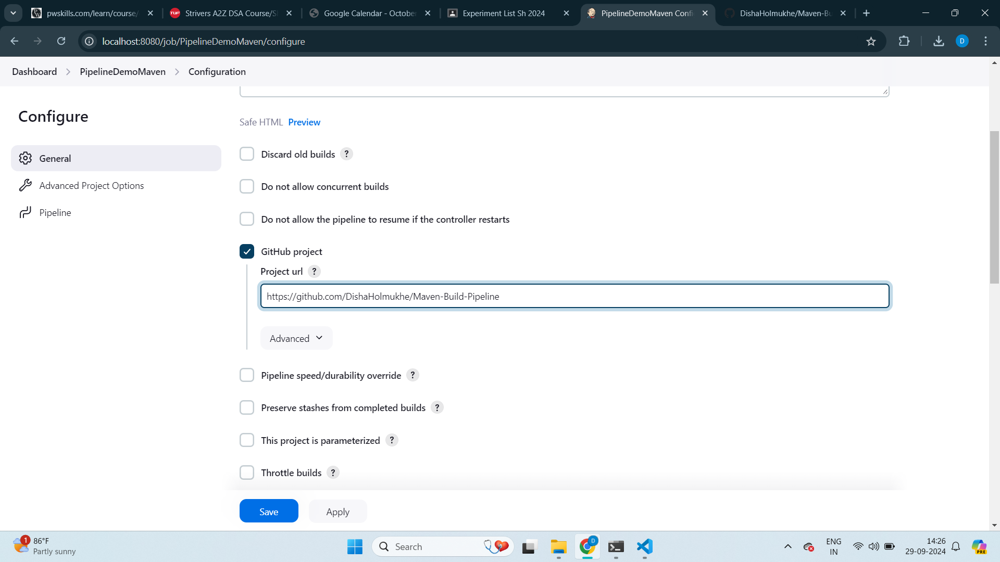 pwskills.com/learn/course/
Strivers A2Z DSA Course/S
Google Calendar - October
Experiment List Sh 2024
PipelineDemoMaven Confi
DishaHolmukhe/Maven-Bu
localhost:8080/job/PipelineDemoMaven/configure
D
Dashboard
PipelineDemoMaven
Configuration
Configure
General
Advanced Project Options
Pipeline
Safe HTML Preview
Discard old builds ?
Do not allow concurrent builds
Do not allow the pipeline to resume if the controller restarts
GitHub project
Project url ?
https://github.com/DishaHolmukhe/Maven-Build-Pipeline
Advanced
Pipeline speed/durability override ?
Preserve stashes from completed builds ?
This project is parameterized ?
Throttle builds ?
Save
Apply
1
86°F
Partly sunny
Search
D
ENG
IN
14:26
29-09-2024
PRE